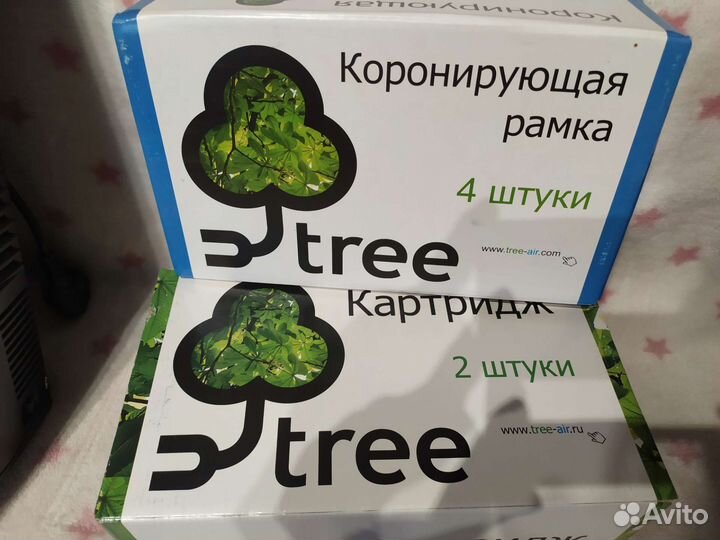 Коронирующая
Коронирующая
рамка
4 штуки
www.tree-air.com
tree
Картридж
2 штуки
www.tree-air.ru
tree
Avito